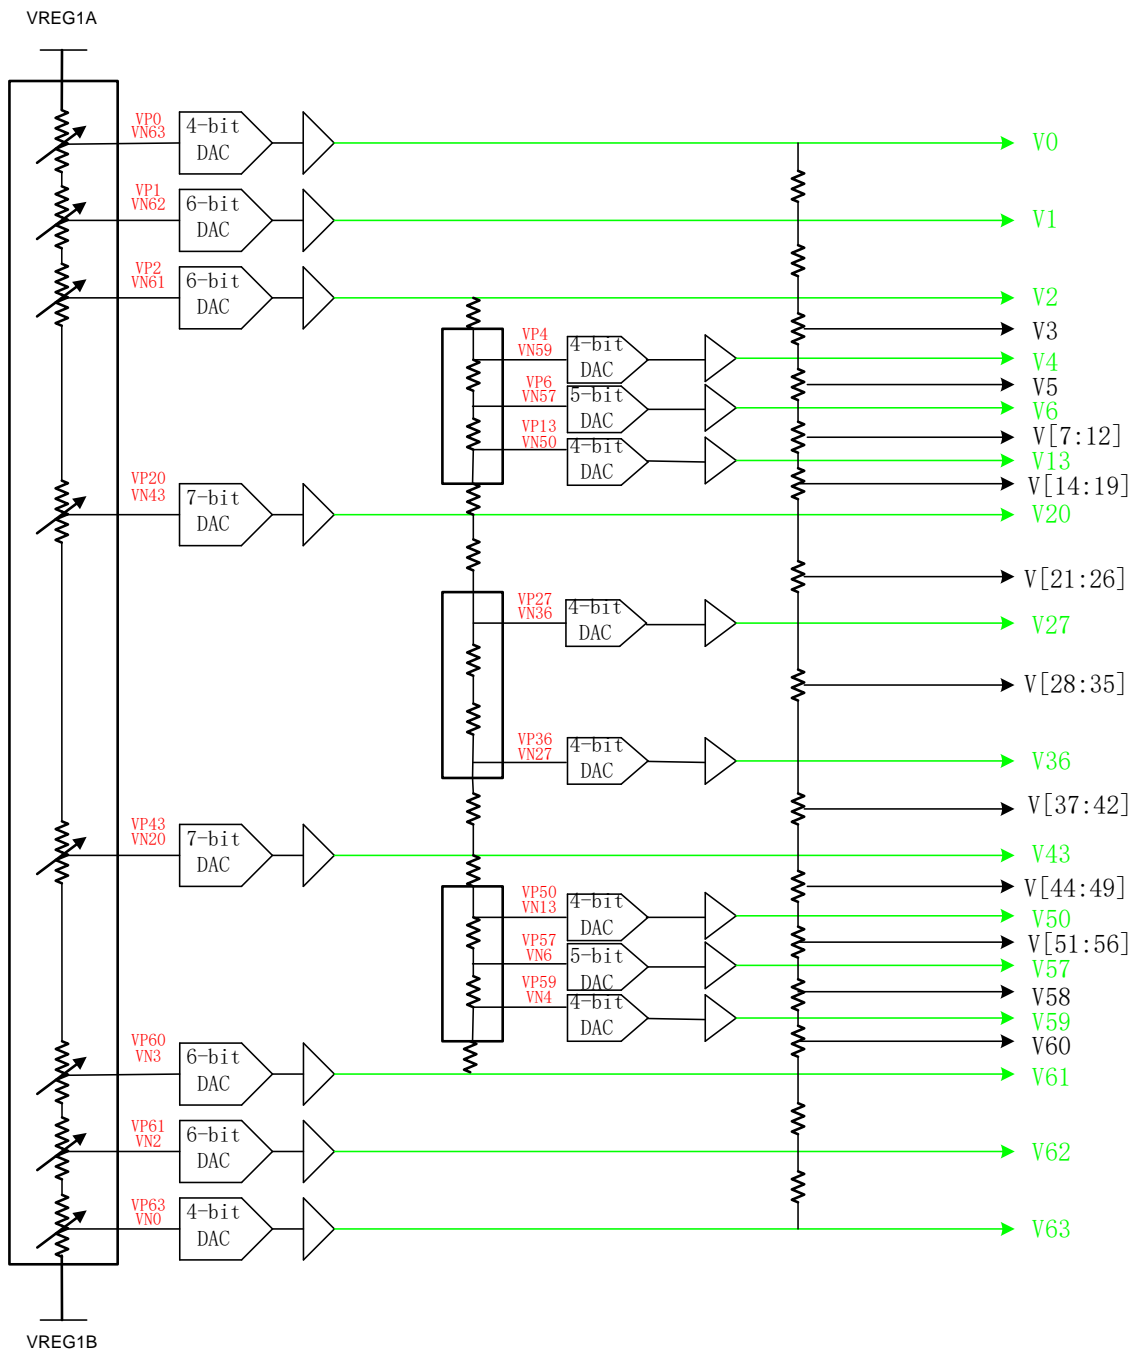 VREG1A
VP0
VN63
4-bit
DAC
V0
VP1
VN62
6-bit
DAC
V1
VP2
VN61
6-bit
DAC
V2
V3
VP4
VN59
4-bit
DAC
V4
V5
VP6
VN57
5-bit
DAC
V6
V[7:12]
VP13
VN50
4-bit
DAC
V13
V[14:19]
VP20
VN43
7-bit
DAC
V20
V[21:26]
VP27
VN36
4-bit
DAC
V27
V[28:35]
VP36
VN27
4-bit
DAC
V36
V[37:42]
VP43
VN20
7-bit
DAC
V43
V[44:49]
VP50
VN13
4-bit
DAC
V50
V[51:56]
VP57
VN6
5-bit
DAC
V57
V58
VP59
VN4
4-bit
DAC
V59
V60
VP60
VN3
6-bit
DAC
V61
VP61
VN2
6-bit
DAC
V62
VP63
VN0
4-bit
DAC
V63
VREG1B